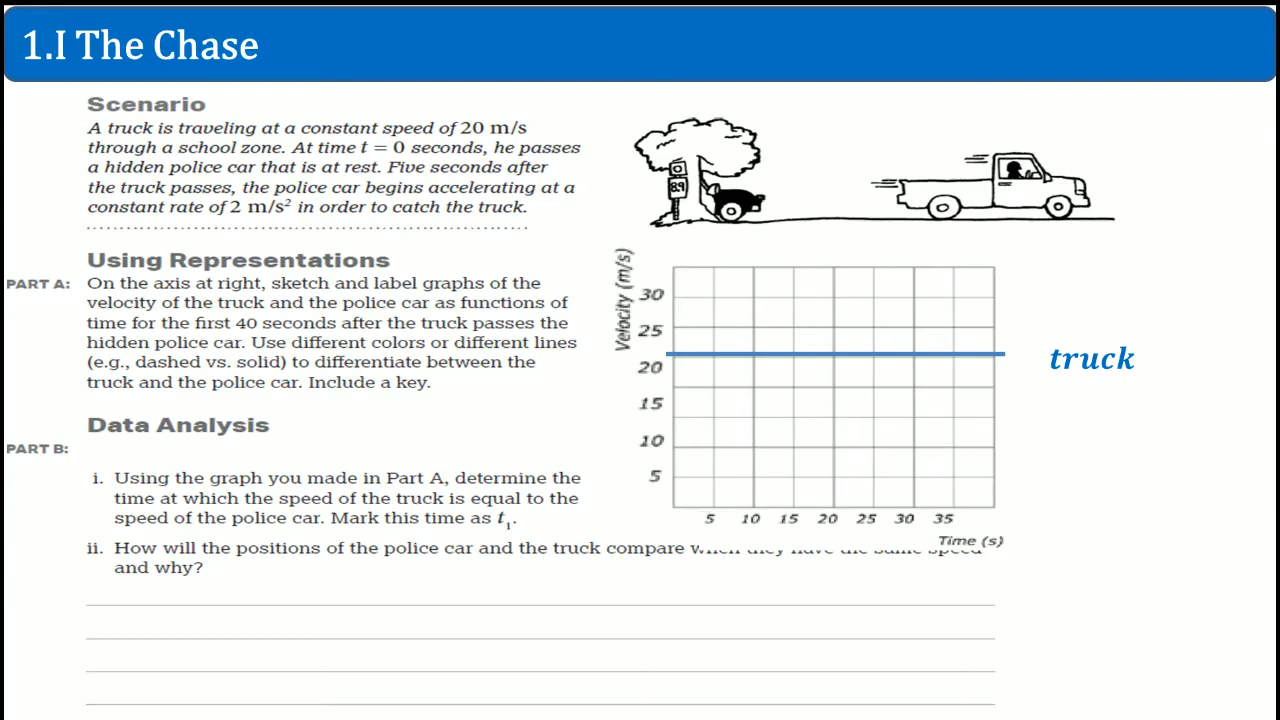 1.I The Chase
Scenario
A truck is traveling at a constant speed of 20 m/s
through a school zone. At time t = 0 seconds, he passes
a hidden police car that is at rest. Five seconds after
the truck passes, the police car begins accelerating at a
constant rate of 2 m/s² in order to catch the truck.
89
Using Representations
PART A:
On the axis at right, sketch and label graphs of the
velocity of the truck and the police car as functions of
time for the first 40 seconds after the truck passes the
hidden police car. Use different colors or different lines
(e.g., dashed vs. solid) to differentiate between the
truck and the police car. Include a key.
Velocity (m/s)
30
25
20
15
10
5
5 10 15 20 25 30 35
Time (s)
truck
Data Analysis
PART B:
i. Using the graph you made in Part A, determine the
time at which the speed of the truck is equal to the
speed of the police car. Mark this time as t₁.
ii. How will the positions of the police car and the truck compare when they have the same speed
and why?